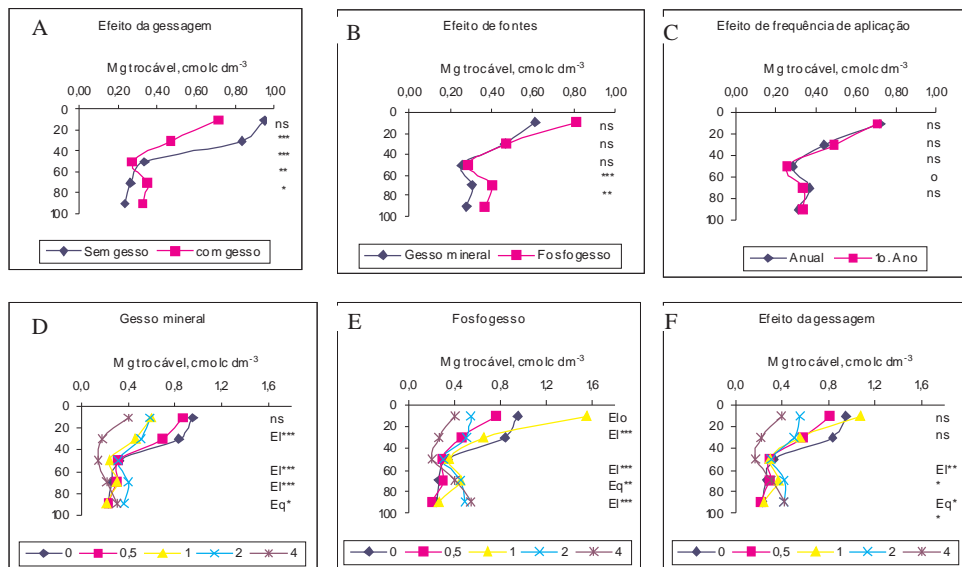 A
Efeito da gessagem
Mg trocável, cmolc dm-3
0,00 0,20 0,40 0,60 0,80 1,00
0
20
40
60
80
100
ns
***
***
**
*
Sem gesso com gesso
B
Efeito de fontes
Mg trocável, cmolc dm-3
0,00 0,20 0,40 0,60 0,80 1,00
0
20
40
60
80
100
ns
ns
ns
***
**
Gesso mineral Fosfogesso
C
Efeito de frequência de aplicação
Mg trocável, cmolc dm-3
0,00 0,20 0,40 0,60 0,80 1,00
0
20
40
60
80
100
ns
ns
ns
o
ns
Anual 1o. Ano
D
Gesso mineral
Mg trocável, cmolc dm-3
0,0 0,4 0,8 1,2 1,6
0
20
40
60
80
100
ns
El***
El***
El***
Eq*
0 0,5 1 2 4
E
Fosfogesso
Mg trocável, cmolc dm-3
0,0 0,4 0,8 1,2 1,6
0
20
40
60
80
100
Elo
El***
El***
Eq**
El***
0 0,5 1 2 4
F
Efeito da gessagem
Mg trocável, cmolc dm-3
0,0 0,4 0,8 1,2 1,6
0
20
40
60
80
100
ns
ns
El**
*
Eq*
*
0 0,5 1 2 4